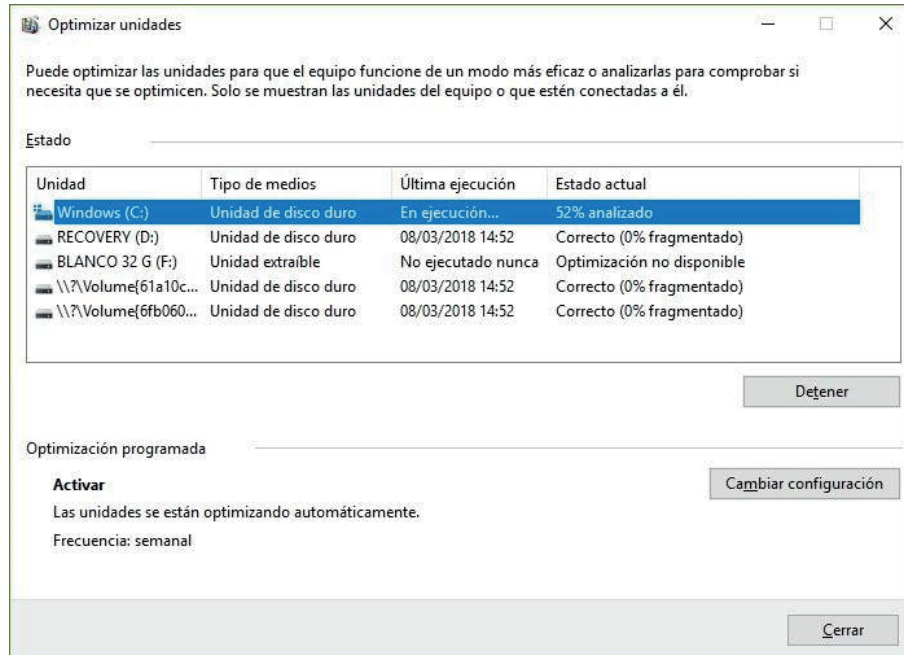 Optimizar unidades
Puede optimizar las unidades para que el equipo funcione de un modo más eficaz o analizarlas para comprobar si
necesita que se optimicen. Solo se muestran las unidades del equipo o que estén conectadas a él.
Estado
Unidad Tipo de medios Última ejecución Estado actual
Windows (C:) Unidad de disco duro En ejecución... 52% analizado
RECOVERY (D:) Unidad de disco duro 08/03/2018 14:52 Correcto (0% fragmentado)
BLANCO 32 G (F:) Unidad extraíble No ejecutado nunca Optimización no disponible
\\?\Volume{61a10c... Unidad de disco duro 08/03/2018 14:52 Correcto (0% fragmentado)
\\?\Volume{6fb060... Unidad de disco duro 08/03/2018 14:52 Correcto (0% fragmentado)
Detener
Optimización programada
Activar
Cambiar configuración
Las unidades se están optimizando automáticamente.
Frecuencia: semanal
Cerrar